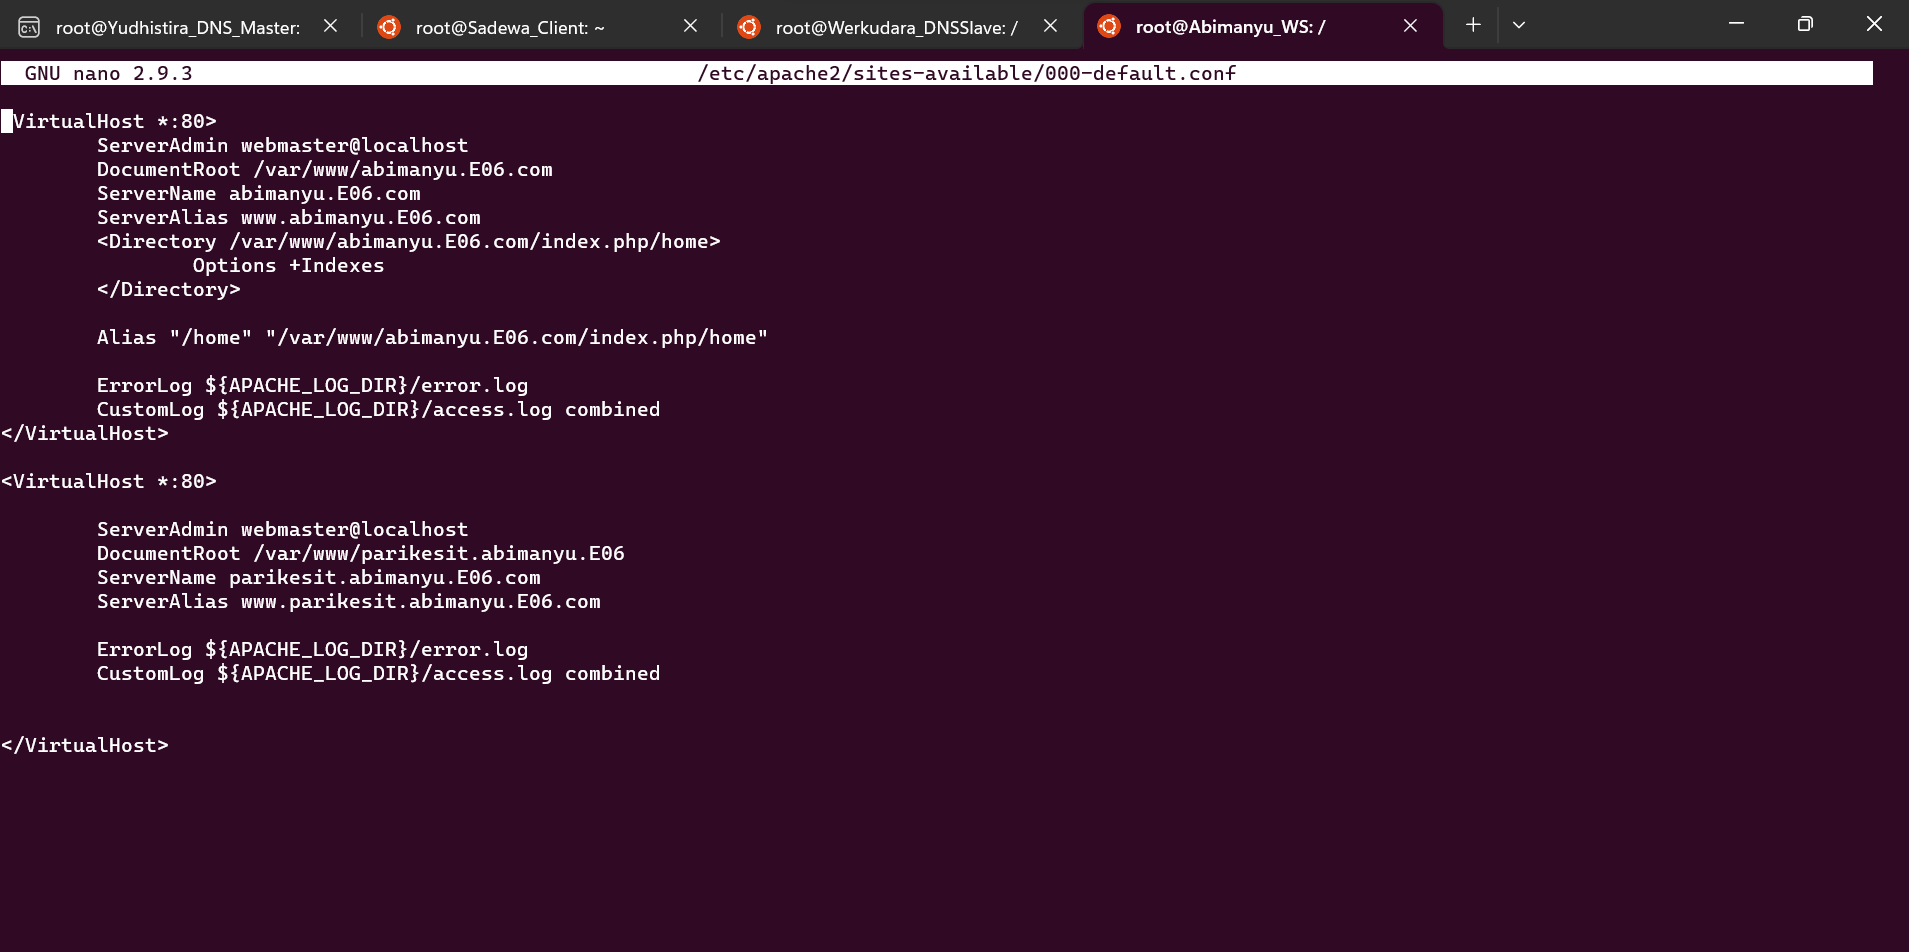 root@Yudhistira_DNS_Master: root@Sadewa_Client: ~ root@Werkudara_DNSSlave: / root@Abimanyu_WS: /
GNU nano 2.9.3 /etc/apache2/sites-available/000-default.conf
VirtualHost *:80>
ServerAdmin webmaster@localhost
DocumentRoot /var/www/abimanyu.E06.com
ServerName abimanyu.E06.com
ServerAlias www.abimanyu.E06.com
<Directory /var/www/abimanyu.E06.com/index.php/home>
Options +Indexes
</Directory>
Alias "/home" "/var/www/abimanyu.E06.com/index.php/home"
ErrorLog ${APACHE_LOG_DIR}/error.log
CustomLog ${APACHE_LOG_DIR}/access.log combined
</VirtualHost>
<VirtualHost *:80>
ServerAdmin webmaster@localhost
DocumentRoot /var/www/parikesit.abimanyu.E06
ServerName parikesit.abimanyu.E06.com
ServerAlias www.parikesit.abimanyu.E06.com
ErrorLog ${APACHE_LOG_DIR}/error.log
CustomLog ${APACHE_LOG_DIR}/access.log combined
</VirtualHost>